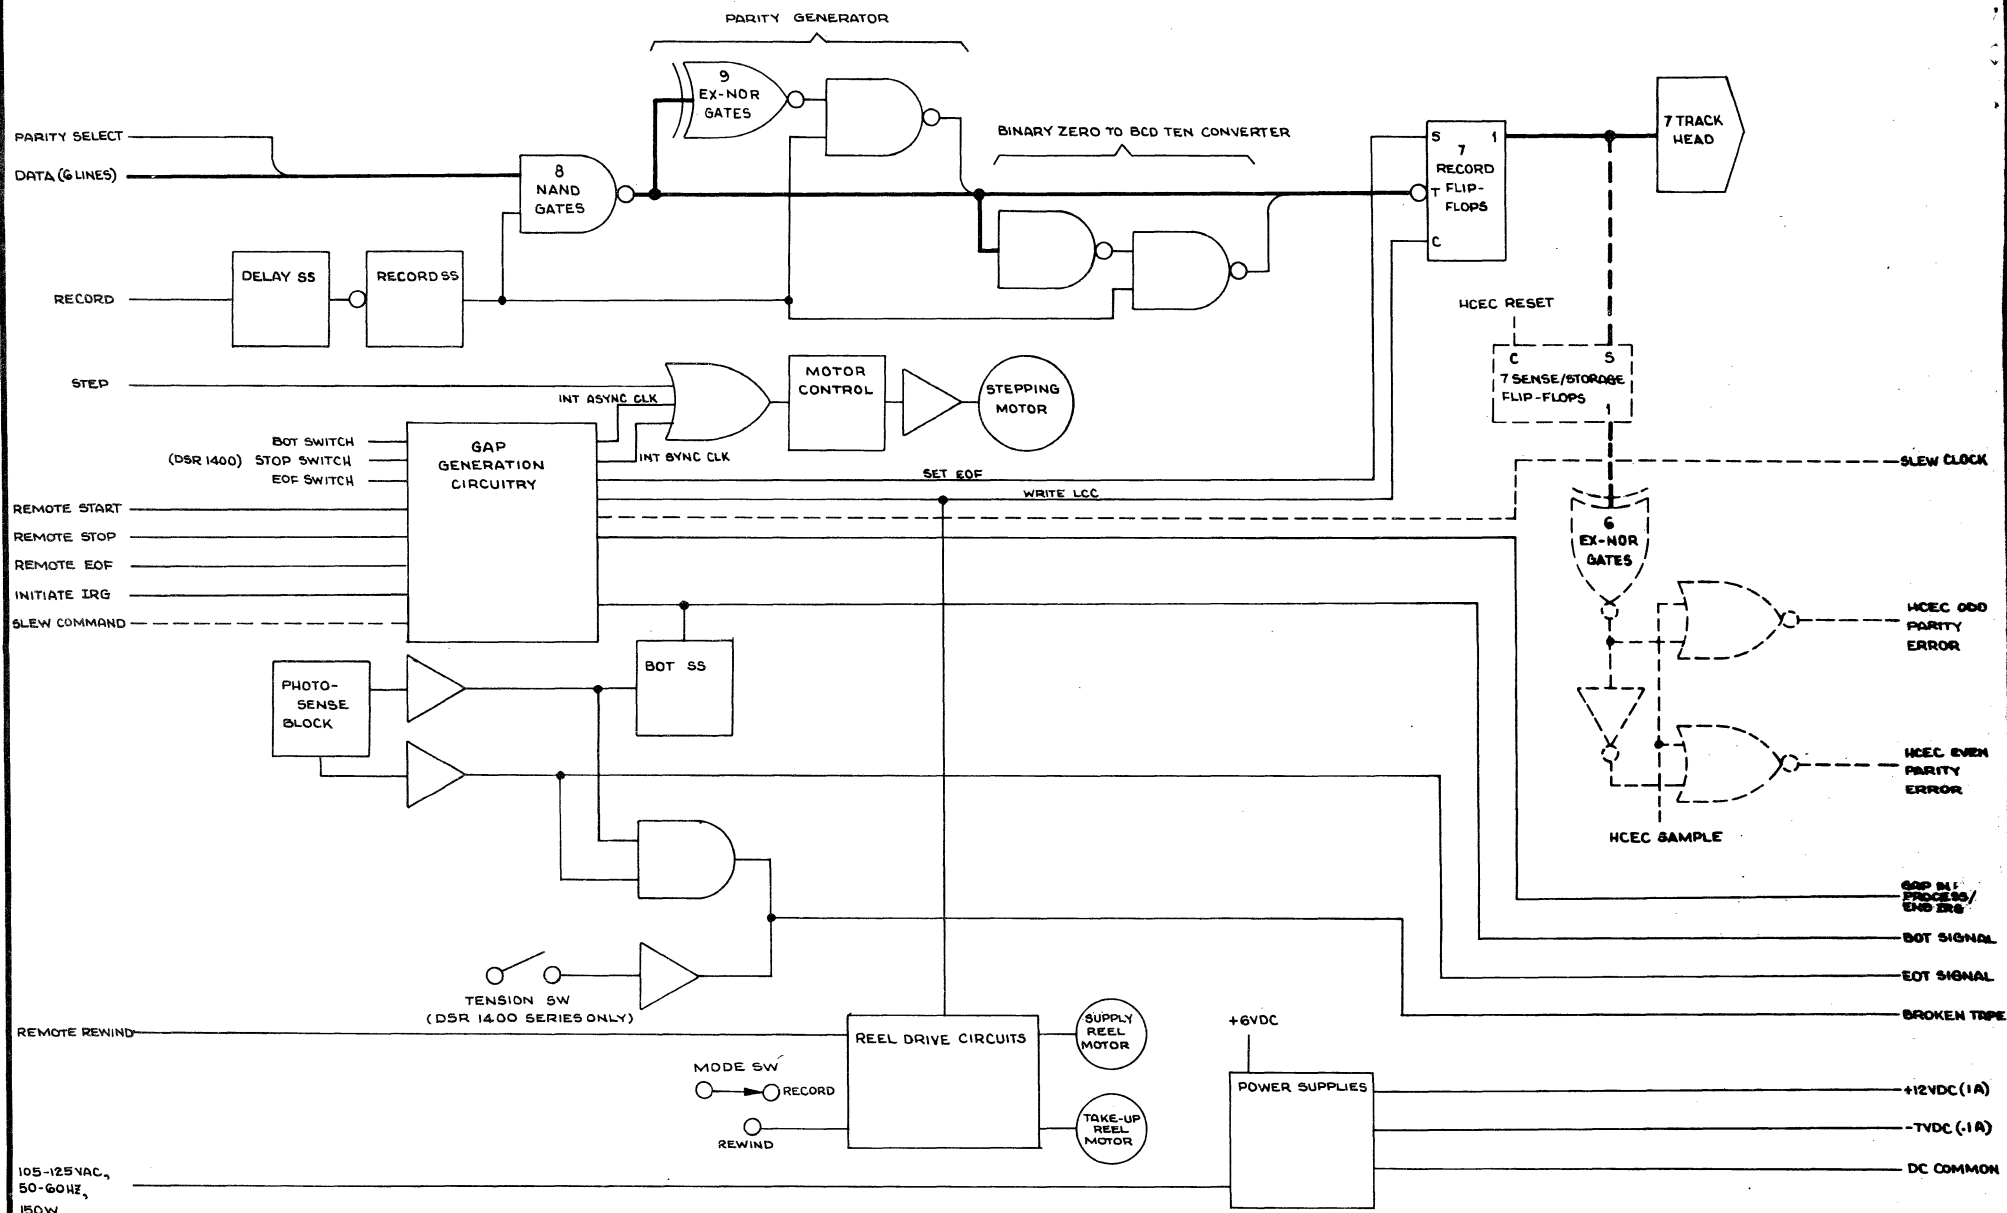 PARITY GENERATOR
9
EX-NOR
GATES
BINARY ZERO TO BCD TEN CONVERTER
PARITY SELECT
DATA (6 LINES)
8
NAND
GATES
S 1
7
RECORD
T FLIP-
FLOPS
C
7 TRACK
HEAD
DELAY SS
RECORD SS
RECORD
HCEC RESET
C S
7 SENSE/STORAGE
FLIP-FLOPS
1
STEP
INT ASYNC CLK
MOTOR
CONTROL
STEPPING
MOTOR
INT SYNC CLK
BOT SWITCH
(DSR 1400) STOP SWITCH
EOF SWITCH
GAP
GENERATION
CIRCUITRY
SET EOF
WRITE LCC
SLEW CLOCK
REMOTE START
REMOTE STOP
REMOTE EOF
INITIATE IRG
SLEW COMMAND
6
EX-NOR
GATES
HCEC ODD
PARITY
ERROR
BOT SS
PHOTO-
SENSE
BLOCK
HCEC EVEN
PARITY
ERROR
HCEC SAMPLE
GAP IN
PROCESS/
END IRG
BOT SIGNAL
EOT SIGNAL
BROKEN TAPE
TENSION SW
(DSR 1400 SERIES ONLY)
REMOTE REWIND
REEL DRIVE CIRCUITS
SUPPLY
REEL
MOTOR
MODE SW
RECORD
REWIND
TAKE-UP
REEL
MOTOR
+6VDC
POWER SUPPLIES
+12VDC (1A)
-7VDC (.1A)
DC COMMON
105-125VAC,
50-60HZ,
150W